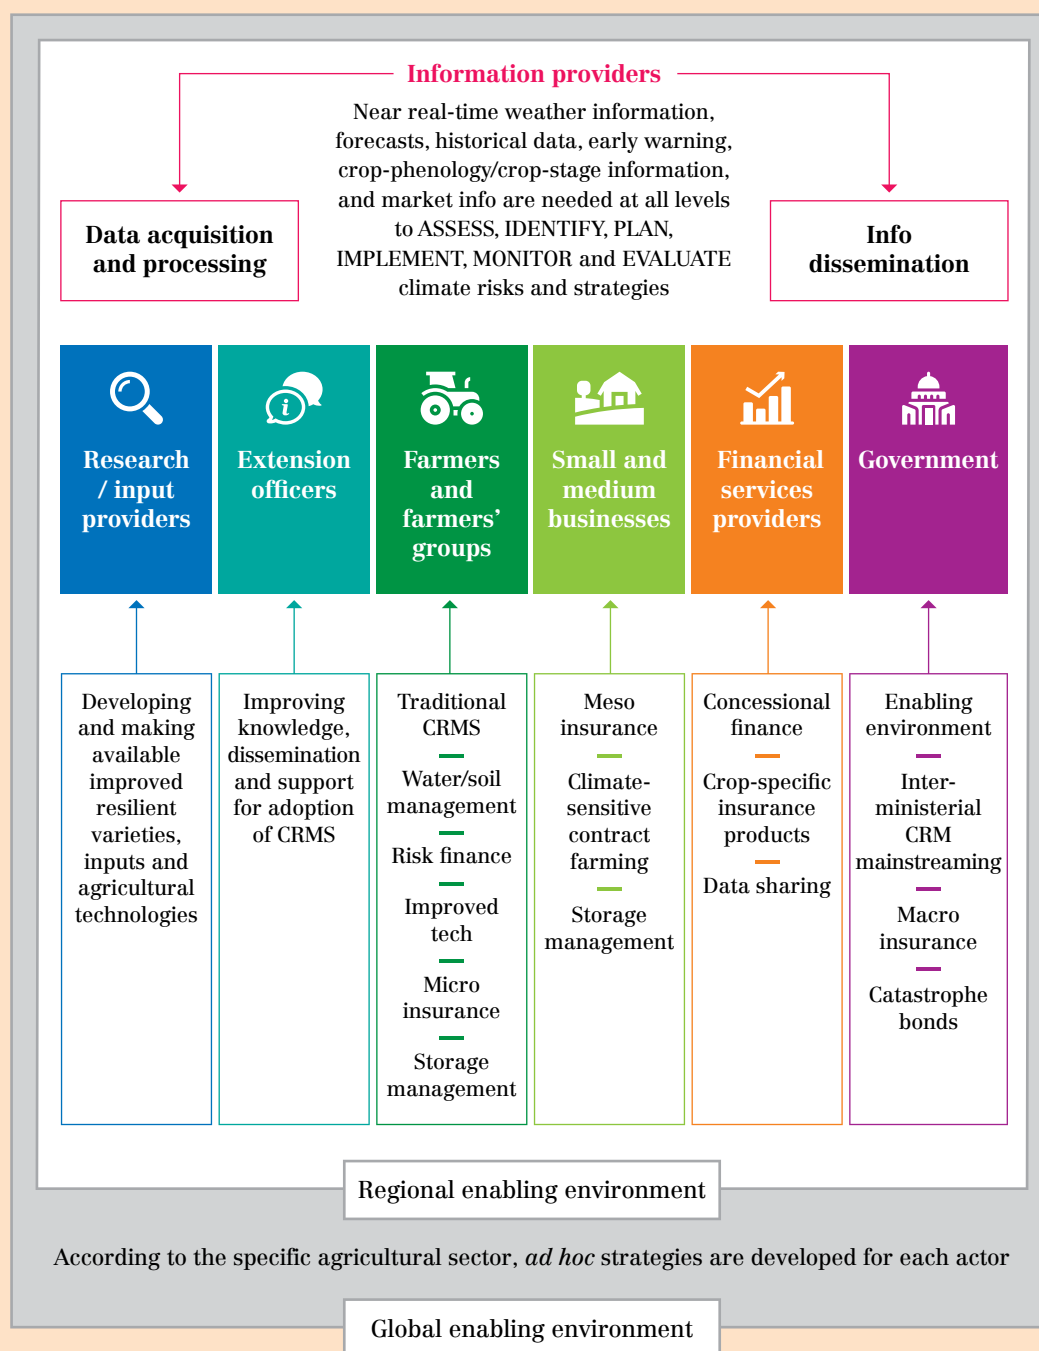 Information providers
Near real-time weather information,
forecasts, historical data, early warning,
crop-phenology/crop-stage information,
and market info are needed at all levels
to ASSESS, IDENTIFY, PLAN,
IMPLEMENT, MONITOR and EVALUATE
climate risks and strategies
Data acquisition
and processing
Info
dissemination
Research
/ input
providers
i
Extension
officers
Farmers
and
farmers’
groups
Small and
medium
businesses
Financial
services
providers
Government
Developing
and making
available
improved
resilient
varieties,
inputs and
agricultural
technologies
Improving
knowledge,
dissemination
and support
for adoption
of CRMS
Traditional
CRMS
Water/soil
management
Risk finance
Improved
tech
Micro
insurance
Storage
management
Meso
insurance
Climate-
sensitive
contract
farming
Storage
management
Concessional
finance
Crop-specific
insurance
products
Data sharing
Enabling
environment
Inter-
ministerial
CRM
mainstreaming
Macro
insurance
Catastrophe
bonds
Regional enabling environment
According to the specific agricultural sector, ad hoc strategies are developed for each actor
Global enabling environment